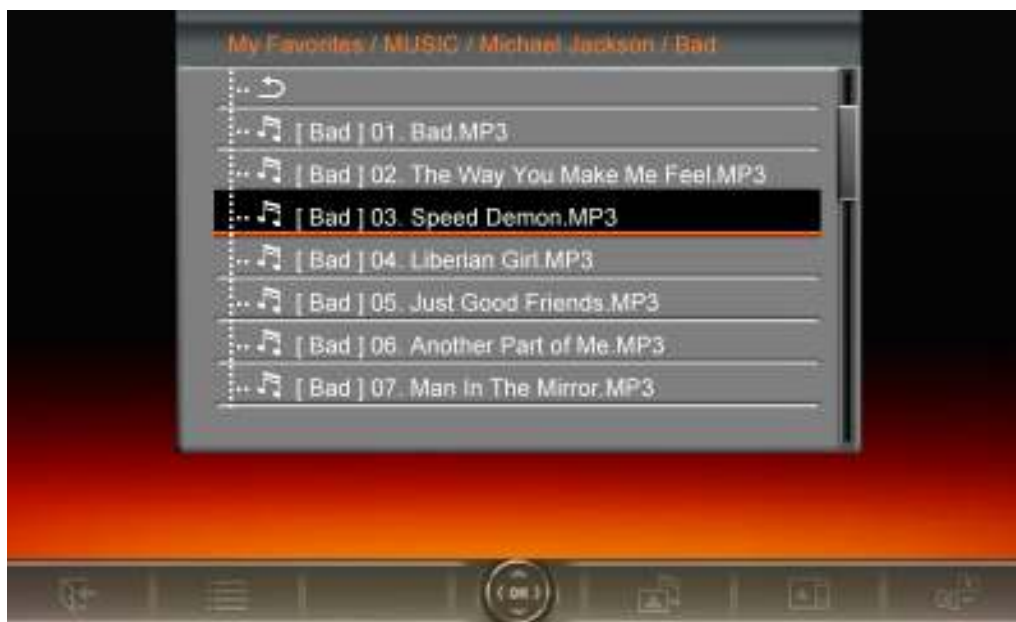 My Favorites / MUSIC / Michael Jackson / Bad
[ Bad ] 01. Bad.MP3
[ Bad ] 02. The Way You Make Me Feel.MP3
[ Bad ] 03. Speed Demon.MP3
[ Bad ] 04. Liberian Girl.MP3
[ Bad ] 05. Just Good Friends.MP3
[ Bad ] 06. Another Part of Me.MP3
[ Bad ] 07. Man In The Mirror.MP3
OK